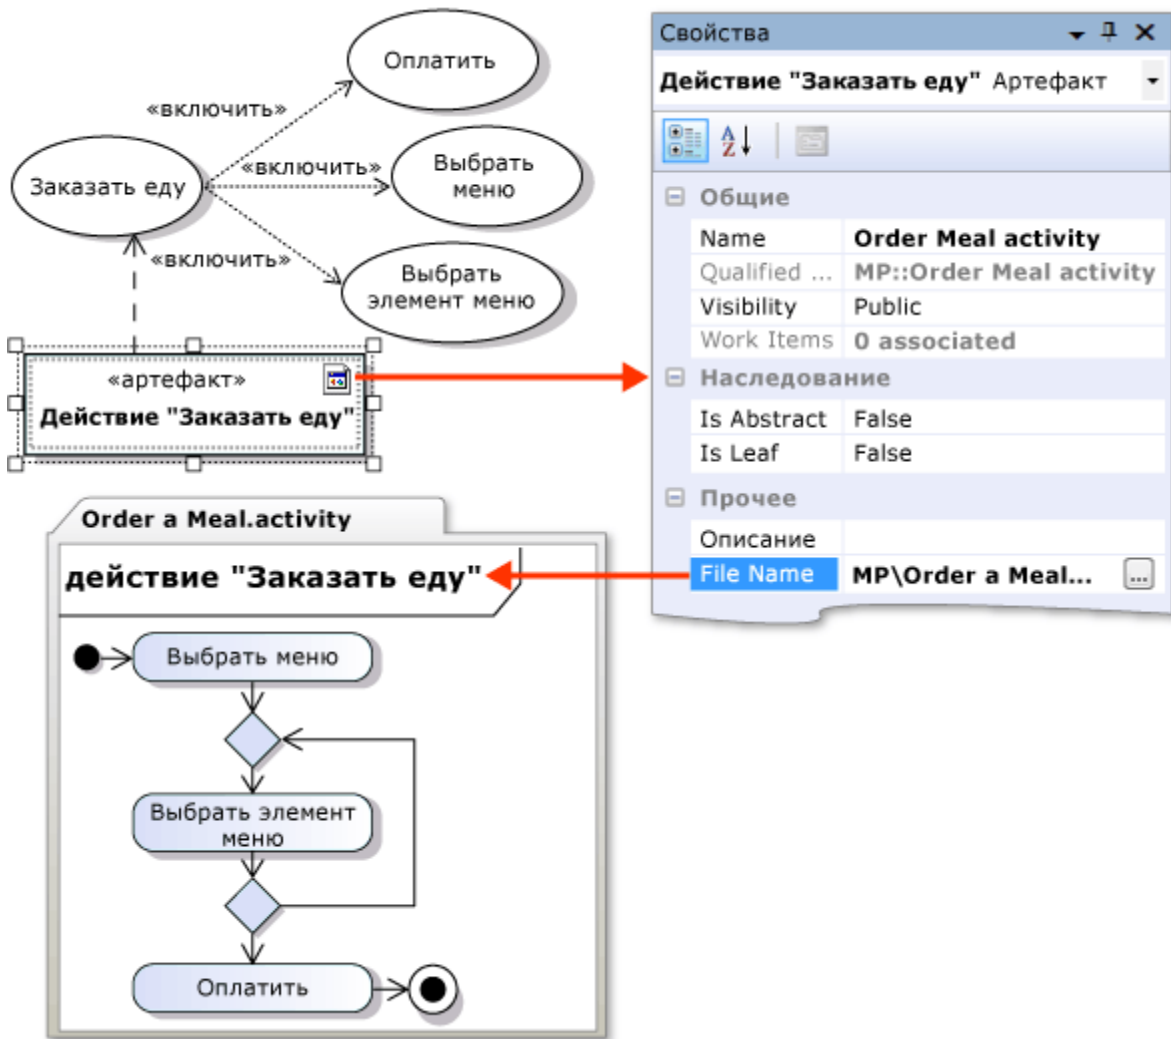 Оплатить
«включить»
Заказать еду
«включить»
Выбрать
меню
«включить»
Выбрать
элемент меню
«артефакт»
Действие "Заказать еду"
Свойства
Действие "Заказать еду" Артефакт
Общие
Name Order Meal activity
Qualified ... MP::Order Meal activity
Visibility Public
Work Items 0 associated
Наследование
Is Abstract False
Is Leaf False
Прочее
Описание
File Name MP\Order a Meal... ...
Order a Meal.activity
действие "Заказать еду"
Выбрать меню
Выбрать элемент
меню
Оплатить